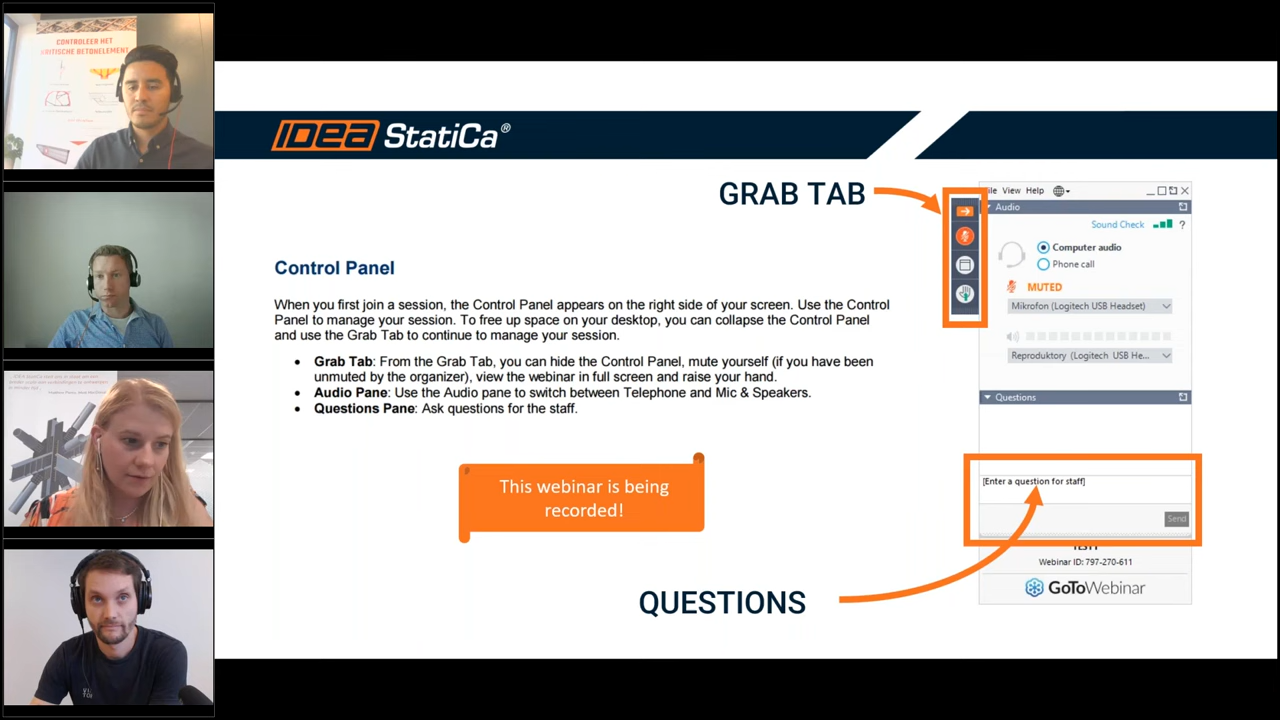 CONTROLEER HET
KRITISCHE BETONELEMENT
IDEA StatiCa®
GRAB TAB
File View Help
Audio
Sound Check
?
Computer audio
Phone call
MUTED
Mikrofon (Logitech USB Headset)
Reproduktory (Logitech USB He...
Control Panel
When you first join a session, the Control Panel appears on the right side of your screen. Use the Control
Panel to manage your session. To free up space on your desktop, you can collapse the Control Panel
and use the Grab Tab to continue to manage your session.
• Grab Tab: From the Grab Tab, you can hide the Control Panel, mute yourself (if you have been
unmuted by the organizer), view the webinar in full screen and raise your hand.
• Audio Pane: Use the Audio pane to switch between Telephone and Mic & Speakers.
• Questions Pane: Ask questions for the staff.
Questions
[Enter a question for staff]
Send
This webinar is being
recorded!
Webinar ID: 797-270-611
GoToWebinar
QUESTIONS